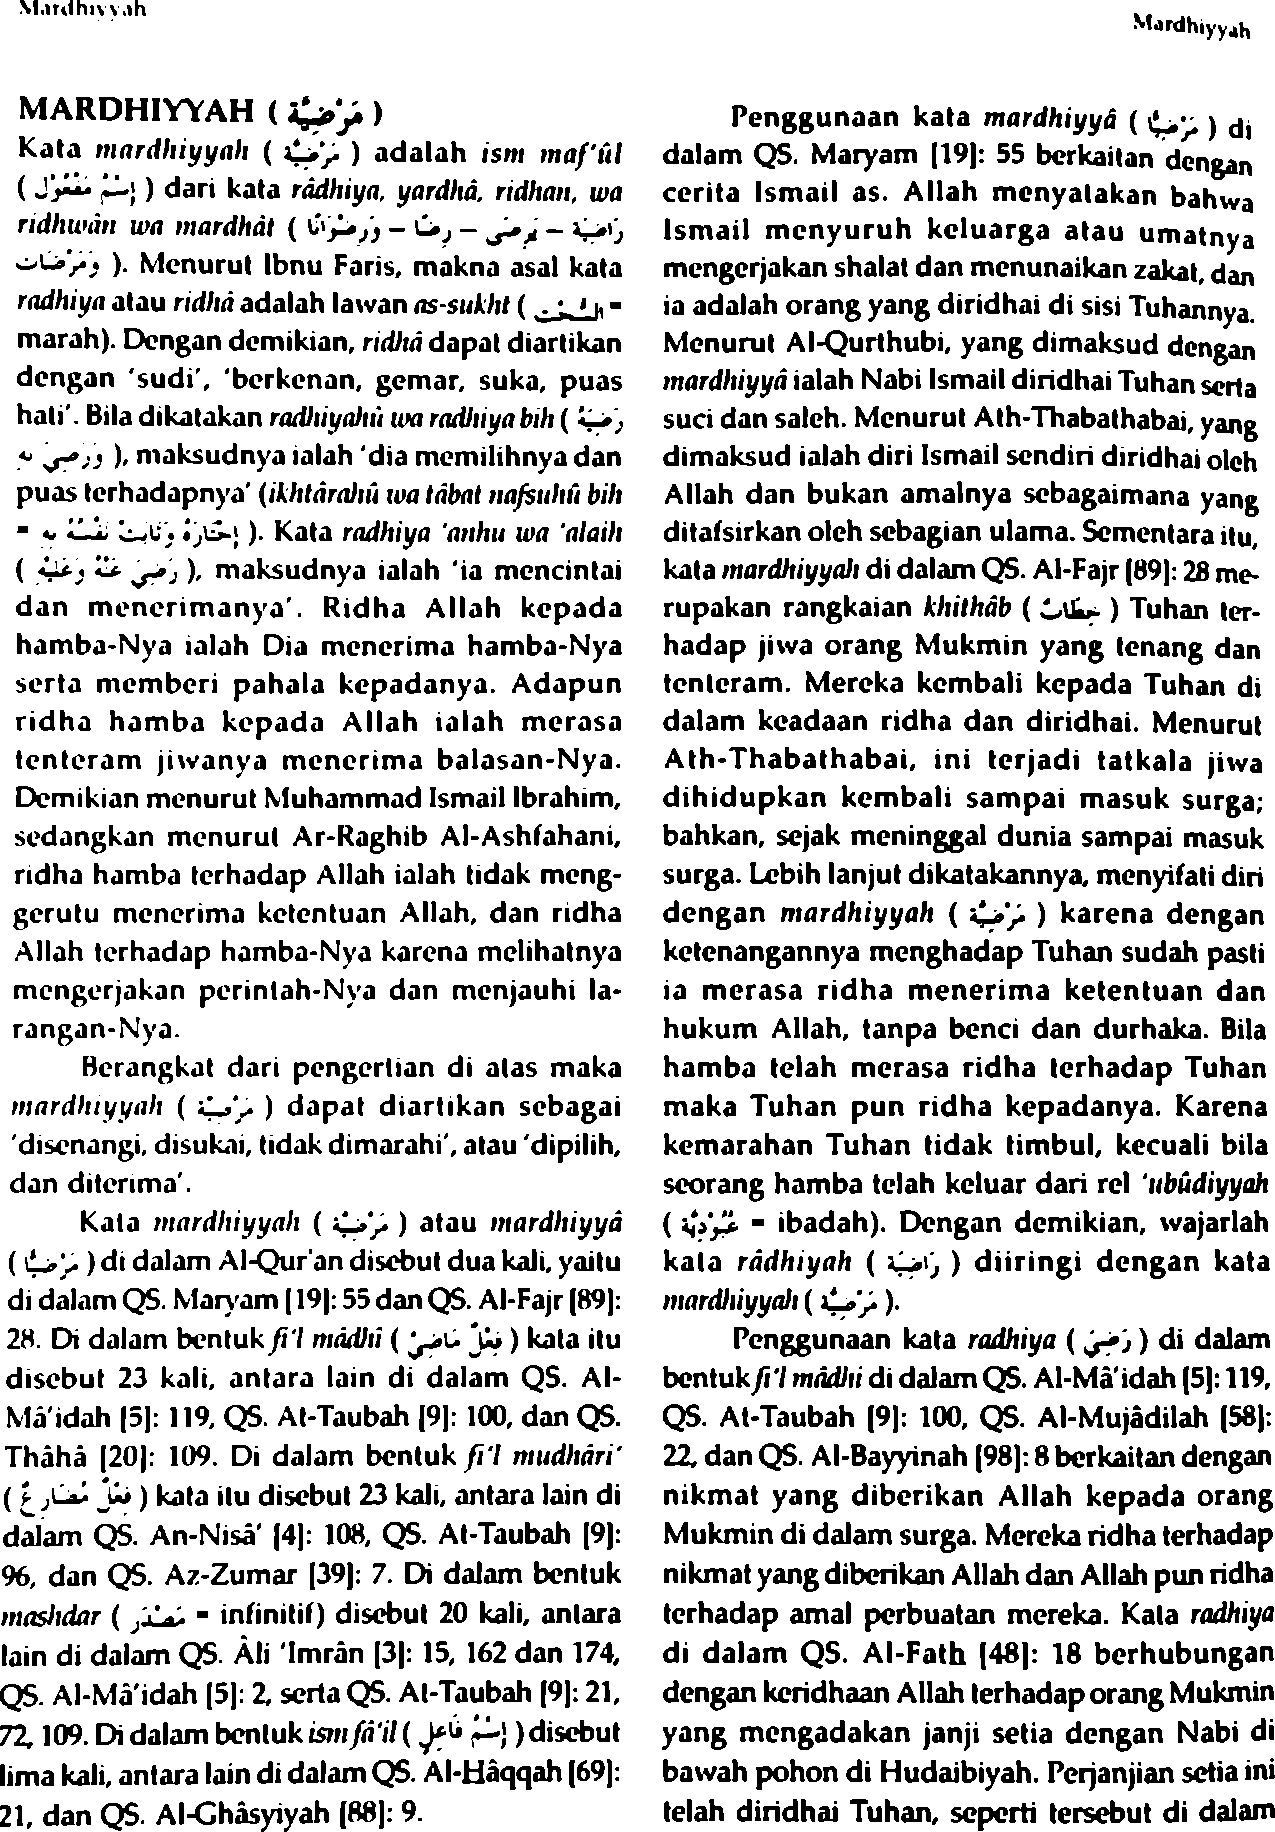 Mardhiyyah
Mardhiyyah
MARDHIYYAH ( مَرْضِيَّة )
Kata mardhiyyah ( مَرْضِيَّة ) adalah ism maf'ûl
( إِسْمُ مَفْعُوْلٍ ) dari kata râdhiya, yardhâ, ridhan, wa
ridhwân wa mardhât ( رَاضِيَة – يَرْضَى – رِضًا – وَرِضْوَانًا
وَمَرْضَات ). Menurut Ibnu Faris, makna asal kata
radhiya atau ridhâ adalah lawan as-sukht ( السُّخْتُ =
marah). Dengan demikian, ridhâ dapat diartikan
dengan 'sudi', 'berkenan, gemar, suka, puas
hati'. Bila dikatakan radhiyahû wa radhiya bih ( رَضِيَهُ
وَرَضِيَ بِهِ ), maksudnya ialah 'dia memilihnya dan
puas terhadapnya' (ikhtârahû wa tâbat nafsuhû bih
= إِخْتَارَهُ وَتَابَتْ نَفْسُهُ بِهِ ). Kata radhiya 'anhu wa 'alaih
( رَضِيَ عَنْهُ وَعَلَيْهِ ), maksudnya ialah 'ia mencintai
dan menerimanya'. Ridha Allah kepada
hamba-Nya ialah Dia menerima hamba-Nya
serta memberi pahala kepadanya. Adapun
ridha hamba kepada Allah ialah merasa
tenteram jiwanya menerima balasan-Nya.
Demikian menurut Muhammad Ismail Ibrahim,
sedangkan menurut Ar-Raghib Al-Ashfahani,
ridha hamba terhadap Allah ialah tidak meng-
gerutu menerima ketentuan Allah, dan ridha
Allah terhadap hamba-Nya karena melihatnya
mengerjakan perintah-Nya dan menjauhi la-
rangan-Nya.
Berangkat dari pengertian di atas maka
mardhiyyah ( مَرْضِيَّة ) dapat diartikan sebagai
'disenangi, disukai, tidak dimarahi', atau 'dipilih,
dan diterima'.
Kata mardhiyyah ( مَرْضِيَّة ) atau mardhiyyâ
( مَرْضِيًّا ) di dalam Al-Qur'an disebut dua kali, yaitu
di dalam QS. Maryam [19]: 55 dan QS. Al-Fajr [89]:
28. Di dalam bentuk fi'l mâdhî ( فِعْلُ مَاضِيْ ) kata itu
disebut 23 kali, antara lain di dalam QS. Al-
Mâ'idah [5]: 119, QS. At-Taubah [9]: 100, dan QS.
Thâhâ [20]: 109. Di dalam bentuk fi'l mudhâri'
( فِعْلُ مُضَارِعُ ) kata itu disebut 23 kali, antara lain di
dalam QS. An-Nisâ' [4]: 108, QS. At-Taubah [9]:
96, dan QS. Az-Zumar [39]: 7. Di dalam bentuk
mashdar ( مَصْدَر = infinitif) disebut 20 kali, antara
lain di dalam QS. Âli 'Imrân [3]: 15, 162 dan 174,
QS. Al-Mâ'idah [5]: 2, serta QS. At-Taubah [9]: 21,
72, 109. Di dalam bentuk ism fâ'il ( إِسْمُ فَاعِلٍ ) disebut
lima kali, antara lain di dalam QS. Al-Hâqqah [69]:
21, dan QS. Al-Ghâsyiyah [88]: 9.
Penggunaan kata mardhiyyâ ( مَرْضِيًّا ) di
dalam QS. Maryam [19]: 55 berkaitan dengan
cerita Ismail as. Allah menyatakan bahwa
Ismail menyuruh keluarga atau umatnya
mengerjakan shalat dan menunaikan zakat, dan
ia adalah orang yang diridhai di sisi Tuhannya.
Menurut Al-Qurthubi, yang dimaksud dengan
mardhiyyâ ialah Nabi Ismail diridhai Tuhan serta
suci dan saleh. Menurut Ath-Thabathabai, yang
dimaksud ialah diri Ismail sendiri diridhai oleh
Allah dan bukan amalnya sebagaimana yang
ditafsirkan oleh sebagian ulama. Sementara itu,
kata mardhiyyah di dalam QS. Al-Fajr [89]: 28 me-
rupakan rangkaian khithâb ( خِطَابٌ ) Tuhan ter-
hadap jiwa orang Mukmin yang tenang dan
tenteram. Mereka kembali kepada Tuhan di
dalam keadaan ridha dan diridhai. Menurut
Ath-Thabathabai, ini terjadi tatkala jiwa
dihidupkan kembali sampai masuk surga;
bahkan, sejak meninggal dunia sampai masuk
surga. Lebih lanjut dikatakannya, menyifati diri
dengan mardhiyyah ( مَرْضِيَّة ) karena dengan
ketenangannya menghadap Tuhan sudah pasti
ia merasa ridha menerima ketentuan dan
hukum Allah, tanpa benci dan durhaka. Bila
hamba telah merasa ridha terhadap Tuhan
maka Tuhan pun ridha kepadanya. Karena
kemarahan Tuhan tidak timbul, kecuali bila
seorang hamba telah keluar dari rel 'ubûdiyyah
( عُبُوْدِيَّة = ibadah). Dengan demikian, wajarlah
kata râdhiyah ( رَاضِيَة ) diiringi dengan kata
mardhiyyah ( مَرْضِيَّة ).
Penggunaan kata radhiya ( رَضِيَ ) di dalam
bentuk fi'l mâdhi di dalam QS. Al-Mâ'idah [5]: 119,
QS. At-Taubah [9]: 100, QS. Al-Mujâdilah [58]:
22, dan QS. Al-Bayyinah [98]: 8 berkaitan dengan
nikmat yang diberikan Allah kepada orang
Mukmin di dalam surga. Mereka ridha terhadap
nikmat yang diberikan Allah dan Allah pun ridha
terhadap amal perbuatan mereka. Kata radhiya
di dalam QS. Al-Fath [48]: 18 berhubungan
dengan keridhaan Allah terhadap orang Mukmin
yang mengadakan janji setia dengan Nabi di
bawah pohon di Hudaibiyah. Perjanjian setia ini
telah diridhai Tuhan, seperti tersebut di dalam